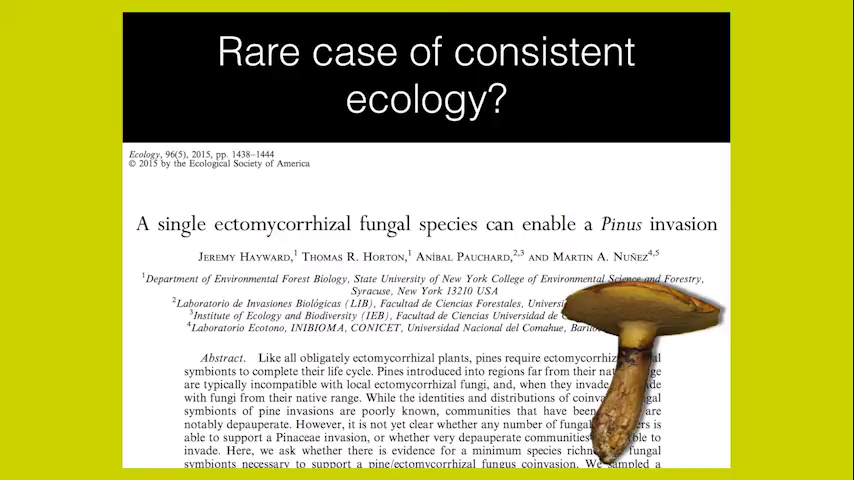 Rare case of consistent
ecology?
Ecology, 96(5), 2015, pp. 1438–1444
© 2015 by the Ecological Society of America
A single ectomycorrhizal fungal species can enable a Pinus invasion
JEREMY HAYWARD,1 THOMAS R. HORTON,1 ANÍBAL PAUCHARD,2,3 AND MARTIN A. NUÑEZ4,5
1Department of Environmental Forest Biology, State University of New York College of Environmental Science and Forestry,
Syracuse, New York 13210 USA
2Laboratorio de Invasiones Biológicas (LIB), Facultad de Ciencias Forestales,
3Institute of Ecology and Biodiversity (IEB), Facultad de Ciencias Universidad de
4Laboratorio Ecotono, INIBIOMA, CONICET, Universidad Nacional del Comahue,
Abstract. Like all obligately ectomycorrhizal plants, pines require
symbionts to complete their life cycle. Pines introduced into regions far from their
are typically incompatible with local ectomycorrhizal fungi, and, when they
with fungi from their native range. While the identities and distributions of
symbionts of pine invasions are poorly known, communities that have been are
notably depauperate. However, it is not yet clear whether any number of fungal is
able to support a Pinaceae invasion, or whether very depauperate communities to
invade. Here, we ask whether there is evidence for a minimum species fungal
symbionts necessary to support a pine/ectomycorrhizal fungus coinvasion. We sampled a